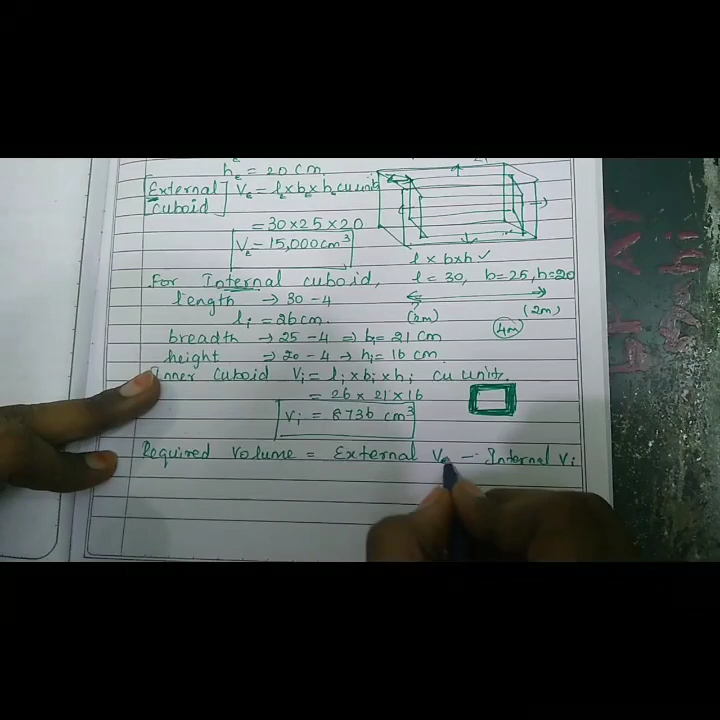 hE = 20 cm.
External VE = lE x bE x hE cu units
cuboid
= 30 x 25 x 20
VE = 15,000 cm³
l x b x h ✓
For Internal cuboid,
l = 30, b = 25, h = 20
length → 30 - 4
li = 26 cm.
(2m)
(2m)
4m
breadth → 25 - 4 ⇒ bi = 21 cm
height → 20 - 4 → hi = 16 cm.
Inner cuboid Vi = li x bi x hi cu units.
= 26 x 21 x 16
Vi = 8736 cm³
Required Volume = External Ve - Internal Vi